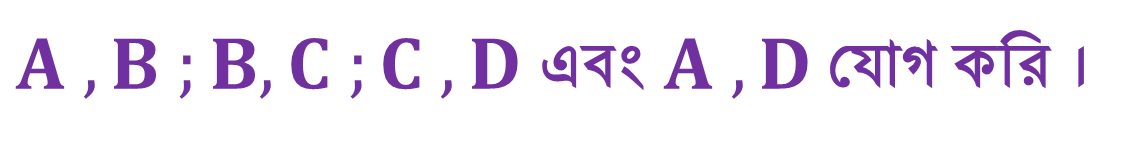 A , B ; B, C ; C , D এবং A , D যোগ করি ।